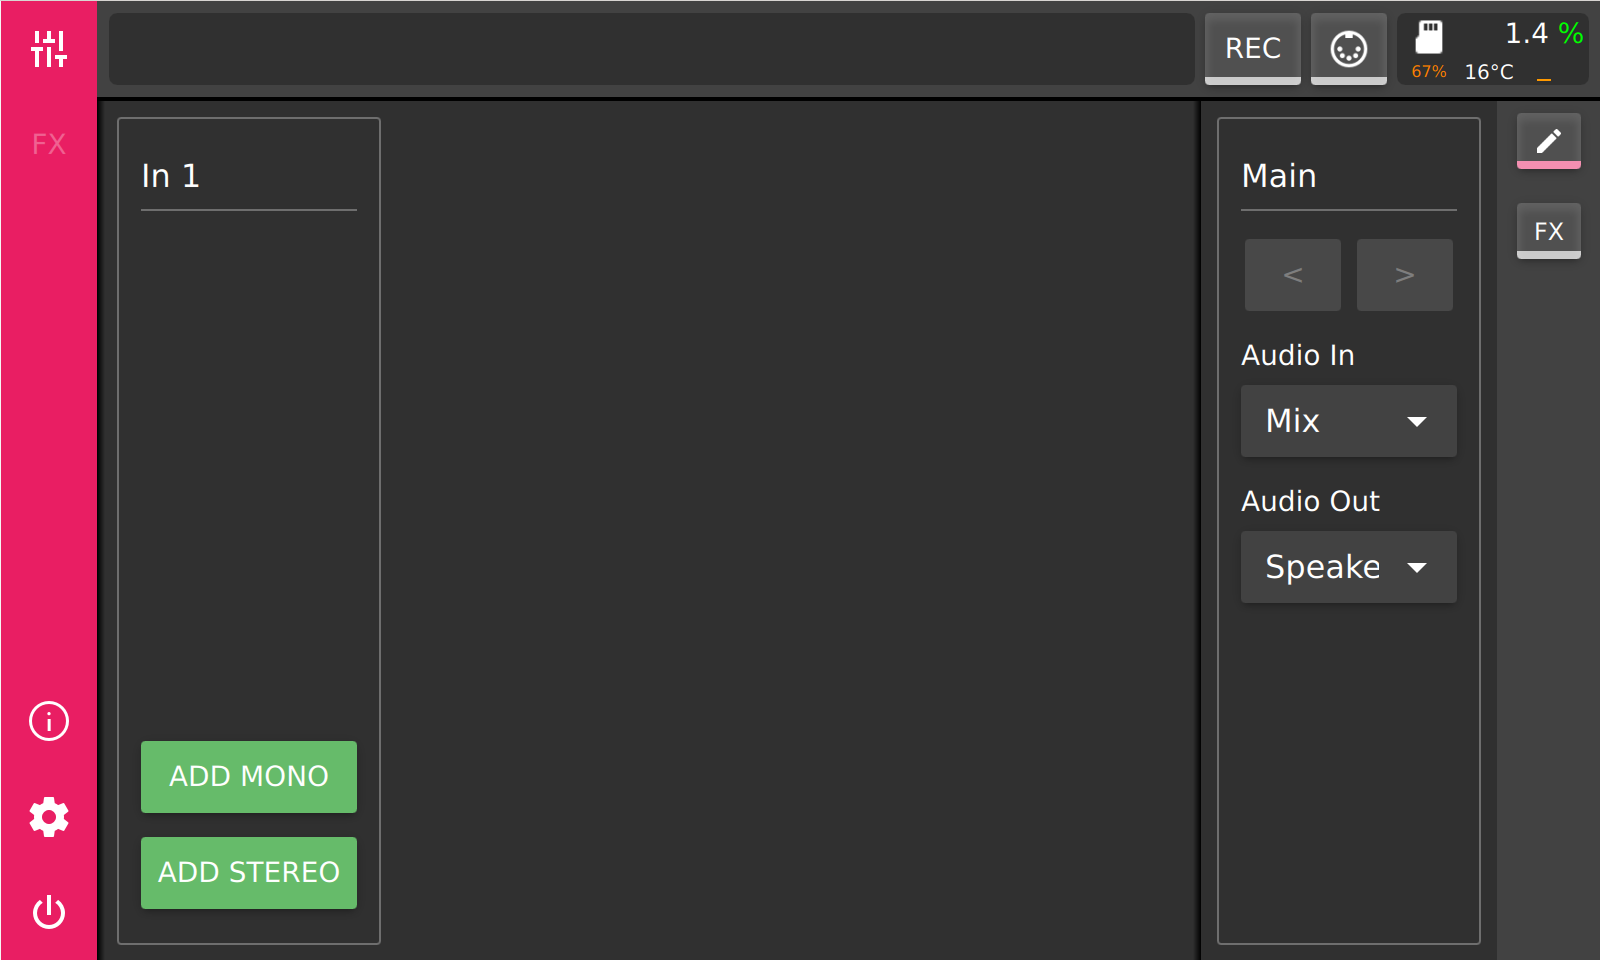 REC
1.4 %
67% 16°C
FX
In 1
Main
FX
< >
Audio In
Mix
Audio Out
Speake
ADD MONO
ADD STEREO